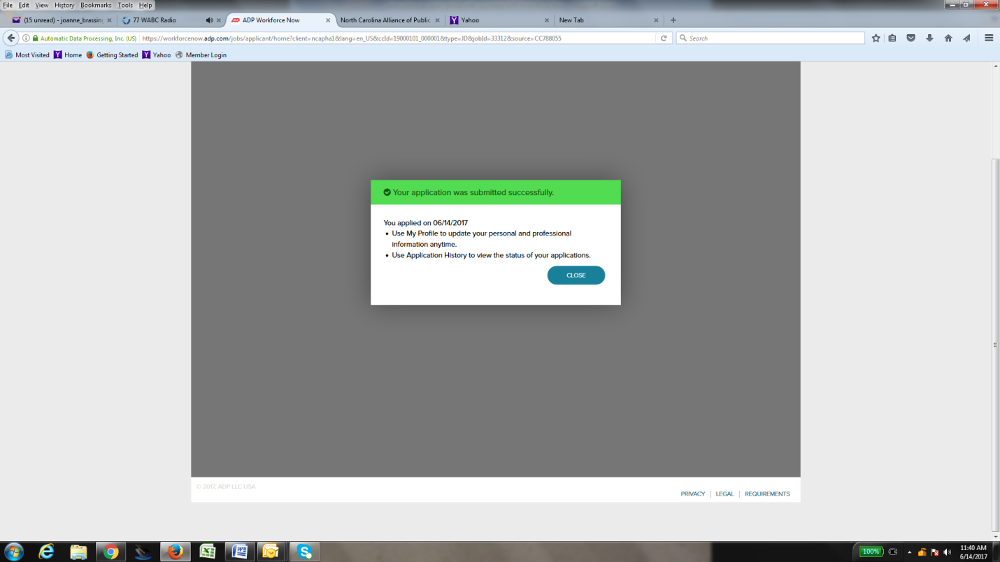 File Edit View History Bookmarks Tools Help
(15 unread) - joanne_brassin
77 WABC Radio
ADP Workforce Now
North Carolina Alliance of Public
Yahoo
New Tab
Automatic Data Processing, Inc. (US)
https://workforcenow.adp.com/jobs/applicant/home?client=ncapha1&lang=en_US&ccId=19000101_000001&type=JD&jobId=33312&source=CC788055
Search
Most Visited
Home
Getting Started
Yahoo
Member Login
Your application was submitted successfully.
You applied on 06/14/2017
• Use My Profile to update your personal and professional
information anytime.
• Use Application History to view the status of your applications.
CLOSE
© 2017, ADP LLC USA
PRIVACY | LEGAL | REQUIREMENTS
100%
11:40 AM
6/14/2017